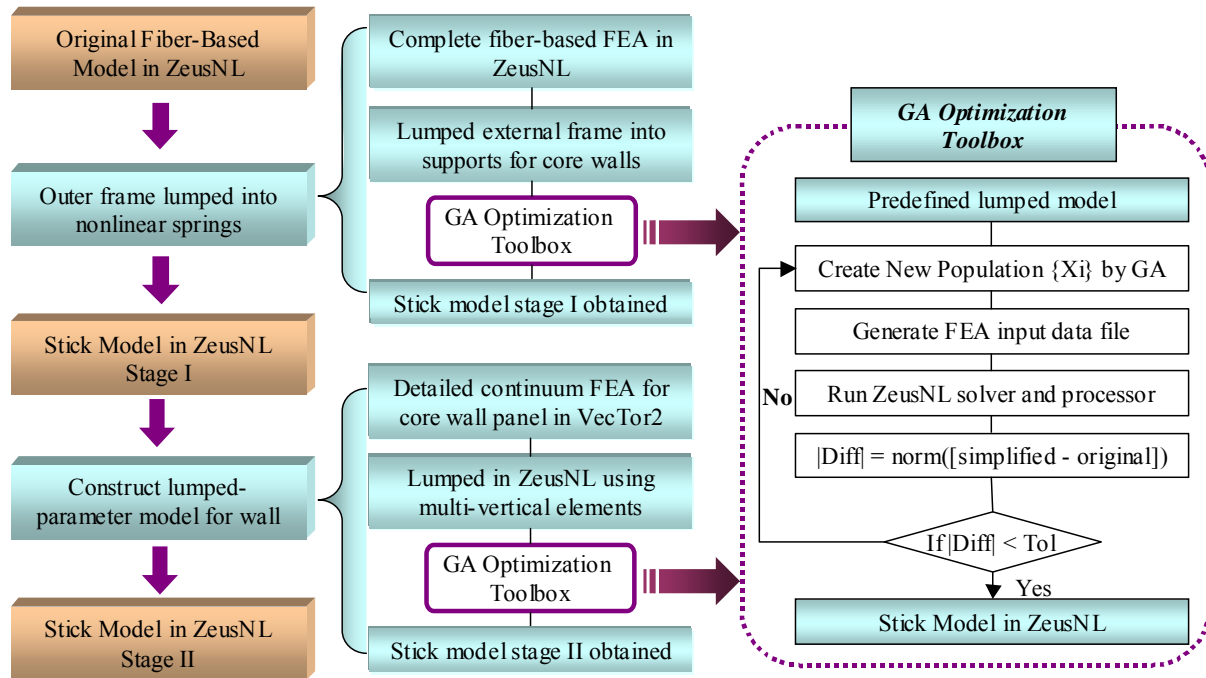 Original Fiber-Based
Model in ZeusNL
Outer frame lumped into
nonlinear springs
Stick Model in ZeusNL
Stage I
Construct lumped-
parameter model for wall
Stick Model in ZeusNL
Stage II
Complete fiber-based FEA in
ZeusNL
Lumped external frame into
supports for core walls
GA Optimization
Toolbox
Stick model stage I obtained
Detailed continuum FEA for
core wall panel in VecTor2
Lumped in ZeusNL using
multi-vertical elements
GA Optimization
Toolbox
Stick model stage II obtained
GA Optimization
Toolbox
Predefined lumped model
Create New Population {Xi} by GA
Generate FEA input data file
No
Run ZeusNL solver and processor
|Diff| = norm([simplified - original])
If |Diff| < Tol
Yes
Stick Model in ZeusNL